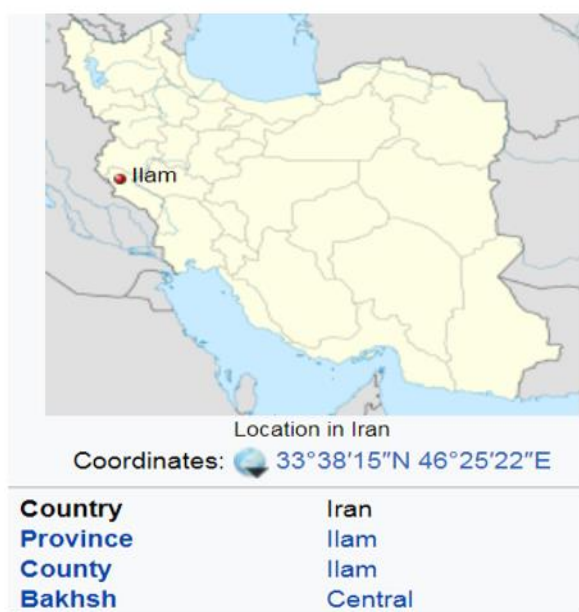 Ilam
Location in Iran
Coordinates: 33°38′15″N 46°25′22″E
Country Iran
Province Ilam
County Ilam
Bakhsh Central